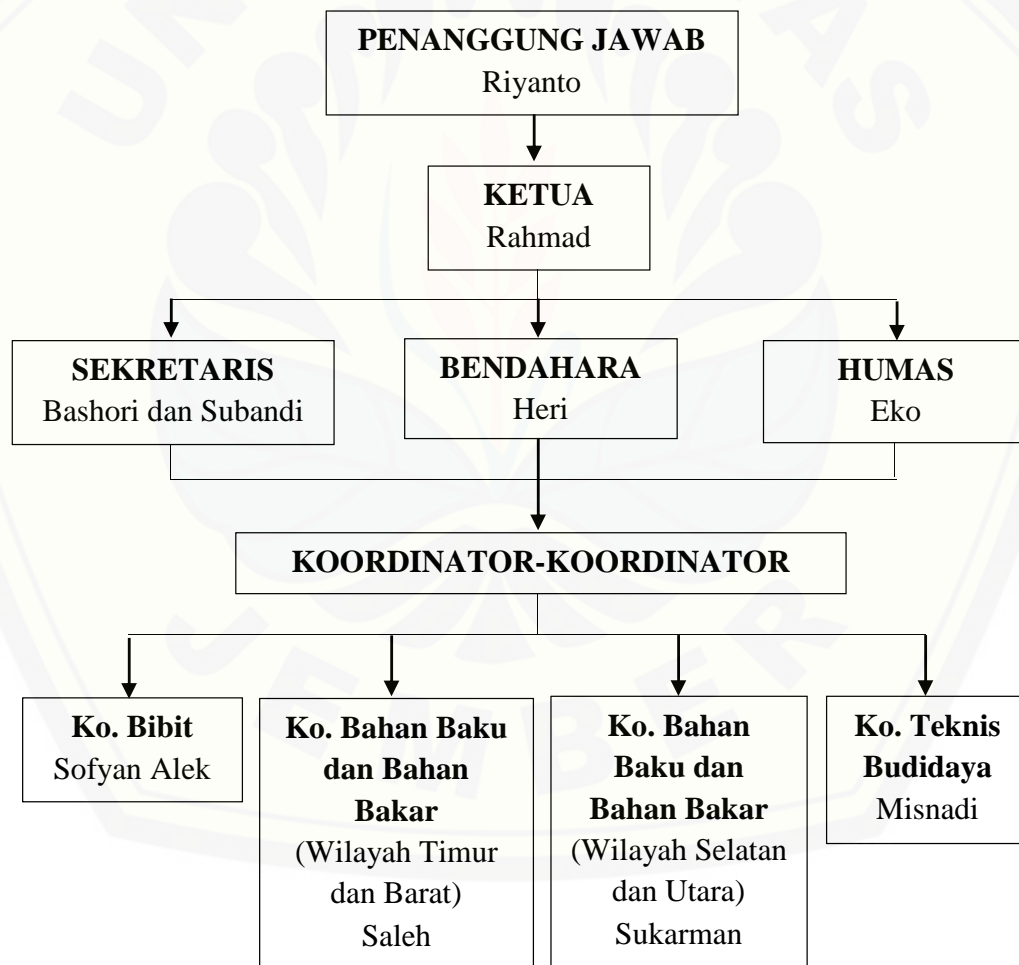 PENANGGUNG JAWAB
Riyanto
KETUA
Rahmad
SEKRETARIS
Bashori dan Subandi
BENDAHARA
Heri
HUMAS
Eko
KOORDINATOR-KOORDINATOR
Ko. Bibit
Sofyan Alek
Ko. Bahan Baku
dan Bahan
Bakar
(Wilayah Timur
dan Barat)
Saleh
Ko. Bahan
Baku dan
Bahan Bakar
(Wilayah Selatan
dan Utara)
Sukarman
Ko. Teknis
Budidaya
Misnadi
JEMBER